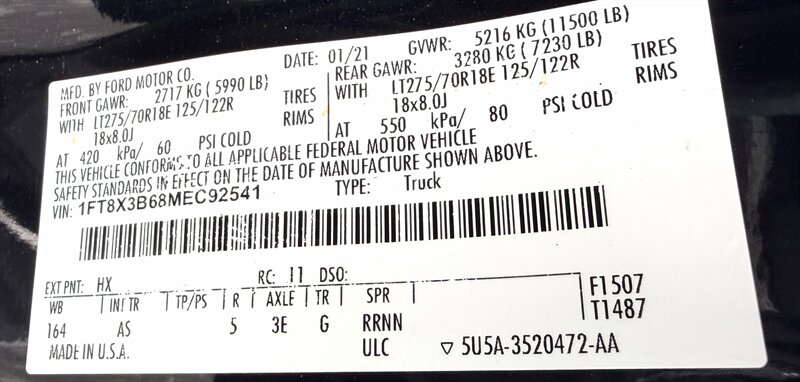 MFD. BY FORD MOTOR CO. DATE: 01/21 GVWR: 5216 KG (11500 LB)
FRONT GAWR: 2717 KG (5990 LB) REAR GAWR: 3280 KG (7230 LB)
WITH LT275/70R18E 125/122R TIRES WITH LT275/70R18E 125/122R TIRES
18x8.0J RIMS 18x8.0J RIMS
AT 420 kPa/ 60 PSI COLD AT 550 kPa/ 80 PSI COLD
THIS VEHICLE CONFORMS TO ALL APPLICABLE FEDERAL MOTOR VEHICLE
SAFETY STANDARDS IN EFFECT ON THE DATE OF MANUFACTURE SHOWN ABOVE.
VIN: 1FT8X3B68MEC92541 TYPE: Truck
EXT PNT: HX RC: 11 DSO: F1507
WB INT TR TP/PS R AXLE TR SPR T1487
164 AS 5 3E G RRNN
MADE IN U.S.A. ULC ▽ 5U5A-3520472-AA